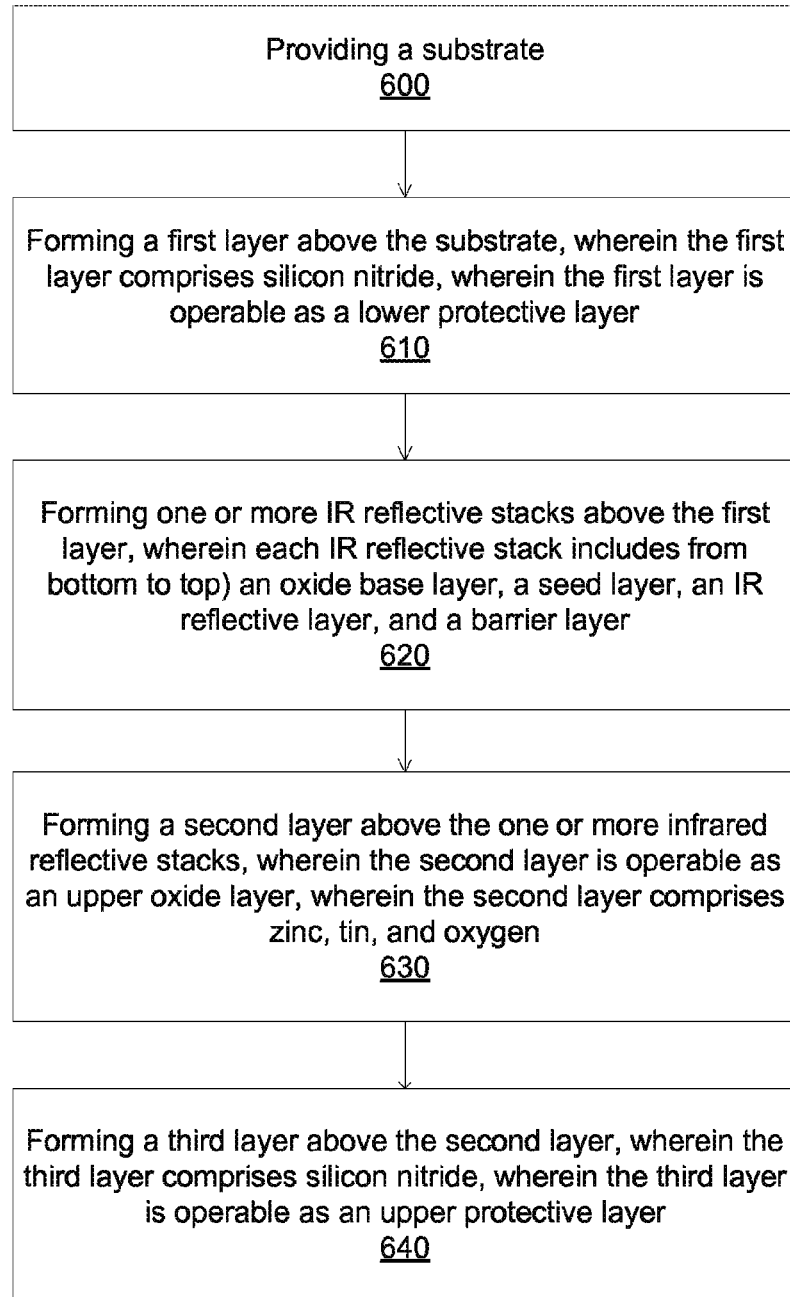 Providing a substrate
600
Forming a first layer above the substrate, wherein the first
layer comprises silicon nitride, wherein the first layer is
operable as a lower protective layer
610
Forming one or more IR reflective stacks above the first
layer, wherein each IR reflective stack includes from
bottom to top) an oxide base layer, a seed layer, an IR
reflective layer, and a barrier layer
620
Forming a second layer above the one or more infrared
reflective stacks, wherein the second layer is operable as
an upper oxide layer, wherein the second layer comprises
zinc, tin, and oxygen
630
Forming a third layer above the second layer, wherein the
third layer comprises silicon nitride, wherein the third layer
is operable as an upper protective layer
640